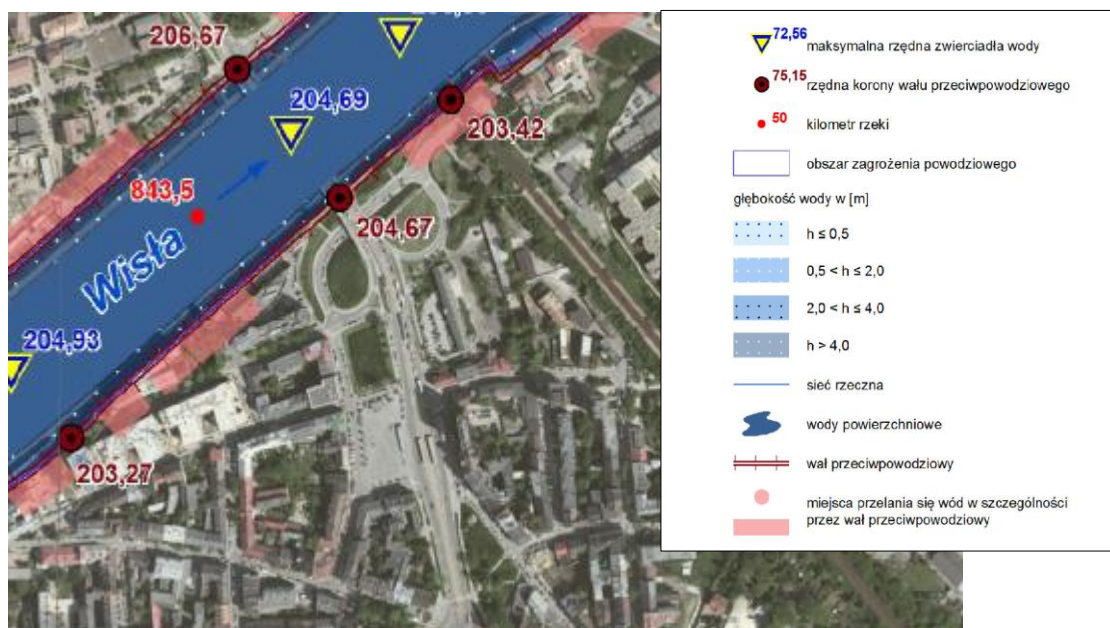 206,67
204,69
203,42
843,5
204,67
Wisła
204,93
203,27
72,56
maksymalna rzędna zwierciadła wody
75,15
rzędna korony wału przeciwpowodziowego
50
kilometr rzeki
obszar zagrożenia powodziowego
głębokość wody w [m]
h ≤ 0,5
0,5 < h ≤ 2,0
2,0 < h ≤ 4,0
h > 4,0
sieć rzeczna
wody powierzchniowe
wał przeciwpowodziowy
miejsca przelania się wód w szczególności
przez wał przeciwpowodziowy